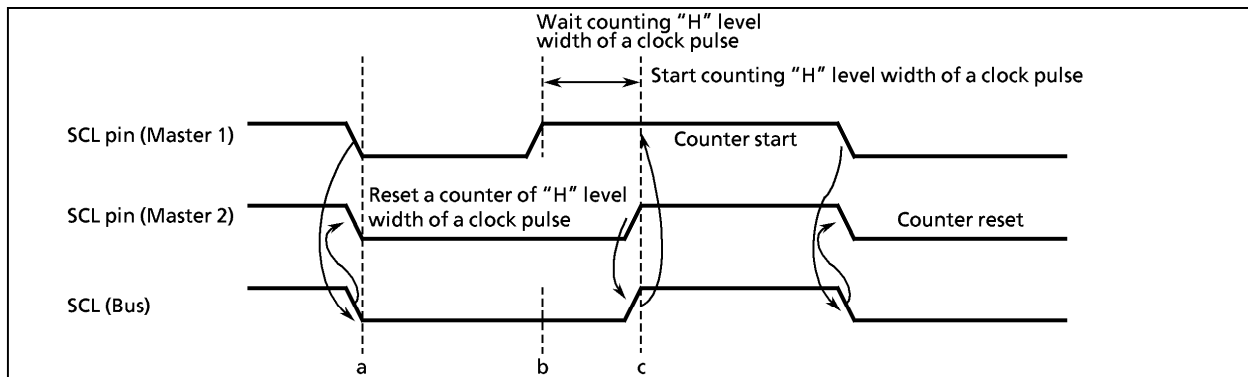 Wait counting “H” level
width of a clock pulse
Start counting “H” level width of a clock pulse
SCL pin (Master 1)
Counter start
Reset a counter of “H” level
width of a clock pulse
SCL pin (Master 2)
Counter reset
SCL (Bus)
a
b
c